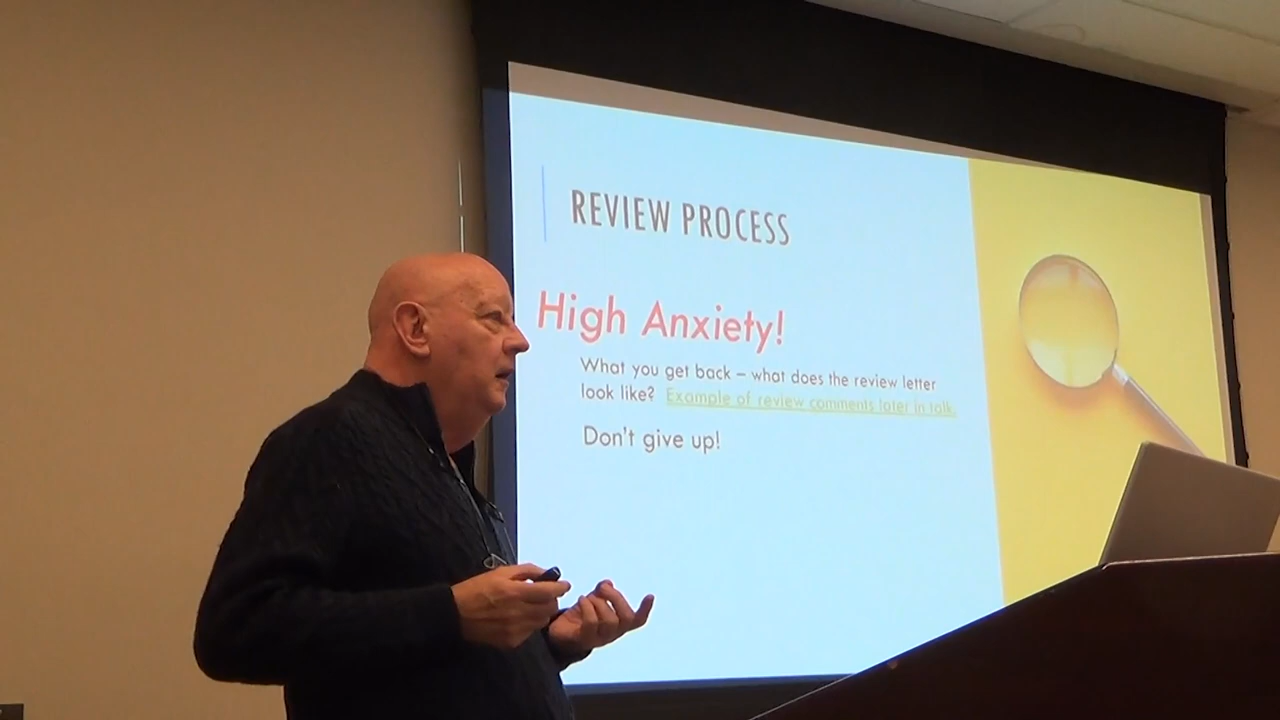 REVIEW PROCESS
High Anxiety!
What you get back – what does the review letter
look like? Example of review comments later in talk.
Don't give up!